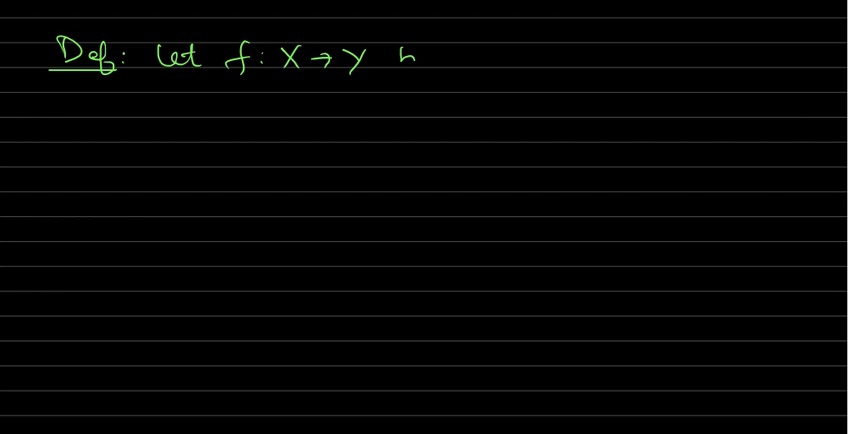 Def: Let f: X → Y